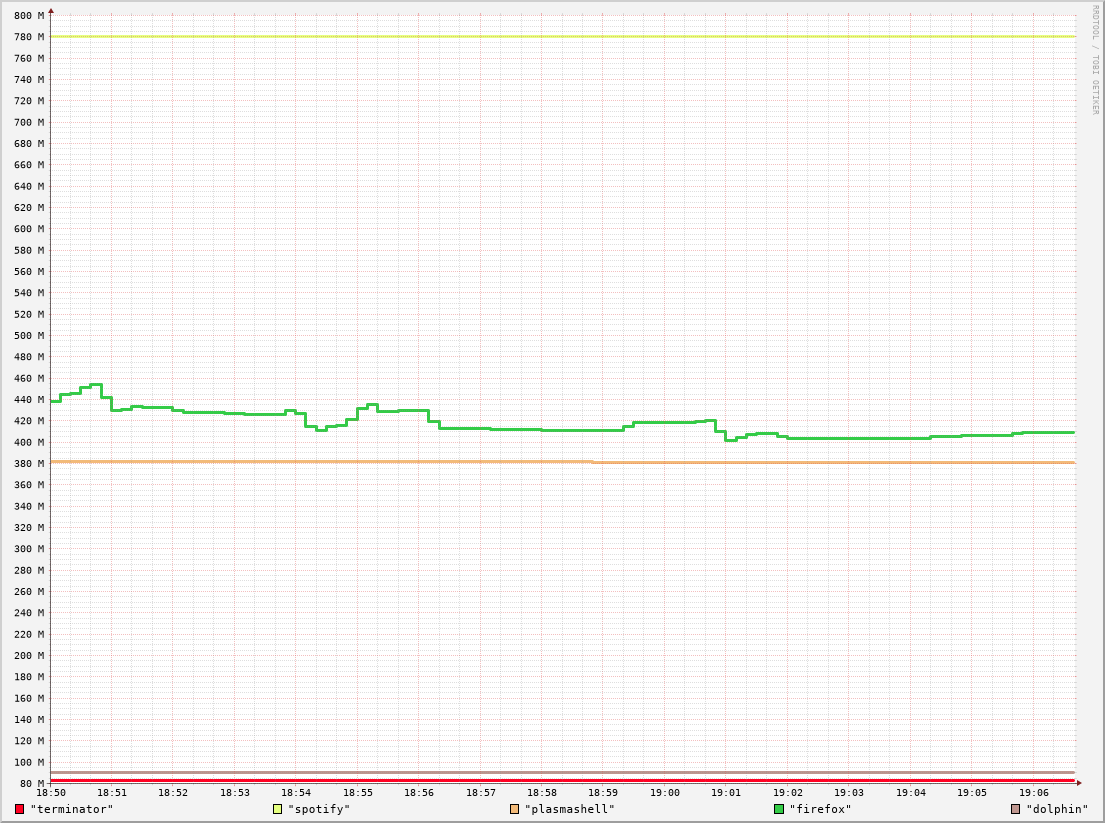 800 M
780 M
760 M
740 M
720 M
700 M
680 M
660 M
640 M
620 M
600 M
580 M
560 M
540 M
520 M
500 M
480 M
460 M
440 M
420 M
400 M
380 M
360 M
340 M
320 M
300 M
280 M
260 M
240 M
220 M
200 M
180 M
160 M
140 M
120 M
100 M
80 M
18:50 18:51 18:52 18:53 18:54 18:55 18:56 18:57 18:58 18:59 19:00 19:01 19:02 19:03 19:04 19:05 19:06
"terminator" "spotify" "plasmashell" "firefox" "dolphin"
RRDTOOL / TOBI OETIKER